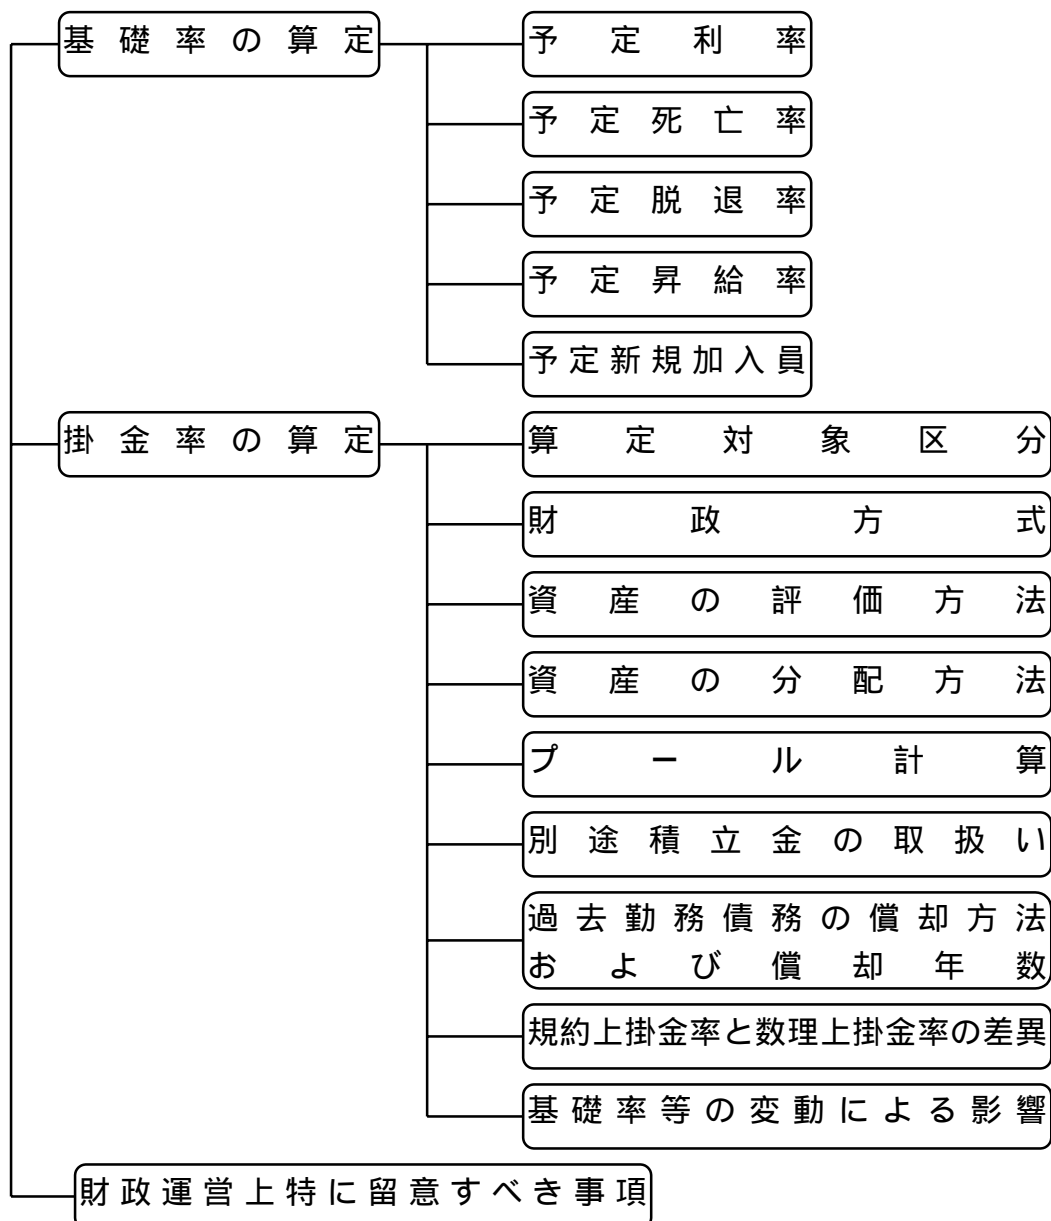 基礎率の算定
予定利率
予定死亡率
予定脱退率
予定昇給率
予定新規加入員
掛金率の算定
算定対象区分
財政方式
資産の評価方法
資産の分配方法
プール計算
別途積立金の取扱い
過去勤務債務の償却方法
および償却年数
規約上掛金率と数理上掛金率の差異
基礎率等の変動による影響
財政運営上特に留意すべき事項